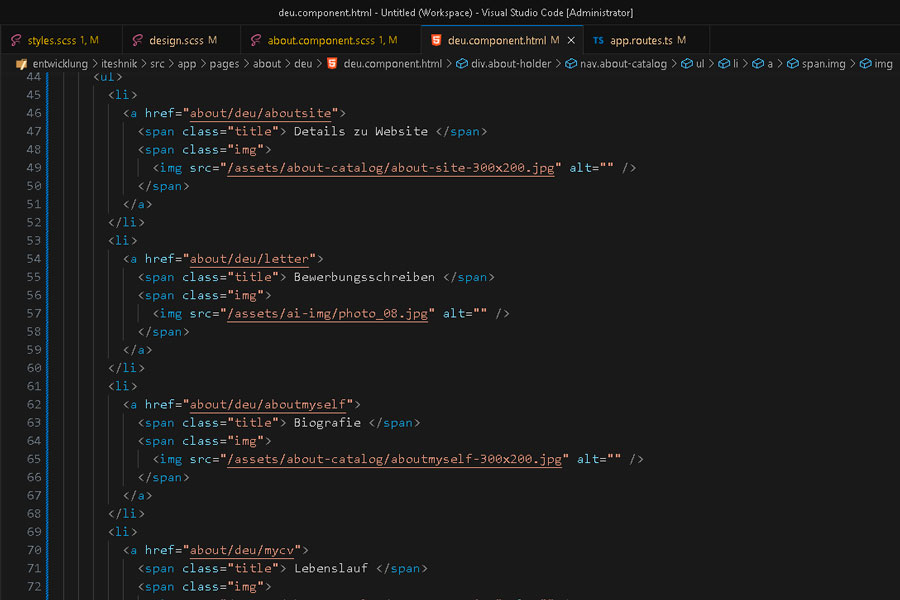 deu.component.html - Untitled (Workspace) - Visual Studio Code [Administrator]
styles.scss 1, M design.scss M about.component.scss 1, M deu.component.html M TS app.routes.ts M
entwicklung > iteshnik > src > app > pages > about > deu > deu.component.html > div.about-holder > nav.about-catalog > ul > li > a > span.img > img
44 <ul>
45 <li>
46 <a href="about/deu/aboutsite">
47 <span class="title"> Details zu Website </span>
48 <span class="img">
49 <img src="/assets/about-catalog/about-site-300x200.jpg" alt="" />
50 </span>
51 </a>
52 </li>
53 <li>
54 <a href="about/deu/letter">
55 <span class="title"> Bewerbungsschreiben </span>
56 <span class="img">
57 <img src="/assets/ai-img/photo_08.jpg" alt="" />
58 </span>
59 </a>
60 </li>
61 <li>
62 <a href="about/deu/aboutmyself">
63 <span class="title"> Biografie </span>
64 <span class="img">
65 <img src="/assets/about-catalog/aboutmyself-300x200.jpg" alt="" />
66 </span>
67 </a>
68 </li>
69 <li>
70 <a href="about/deu/mycv">
71 <span class="title"> Lebenslauf </span>
72 <span class="img">